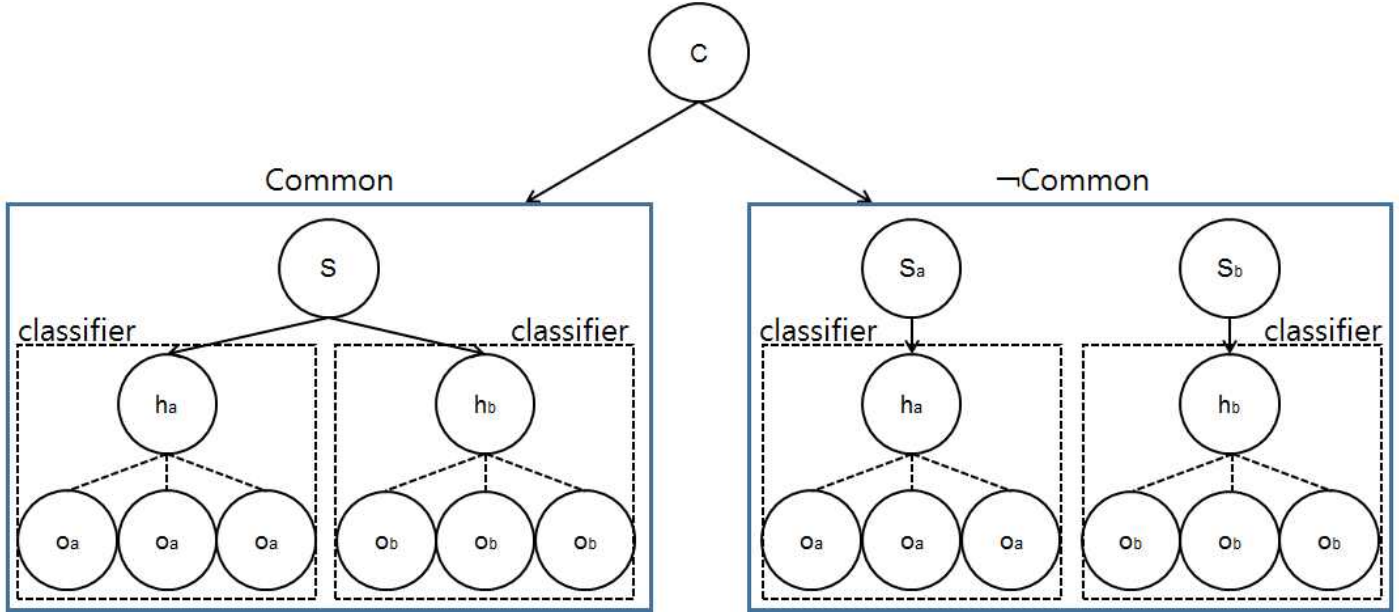 C
Common
¬Common
S
Sa
Sb
classifier
classifier
classifier
classifier
ha
hb
ha
hb
Oa
Oa
Oa
Ob
Ob
Ob
Oa
Oa
Oa
Ob
Ob
Ob